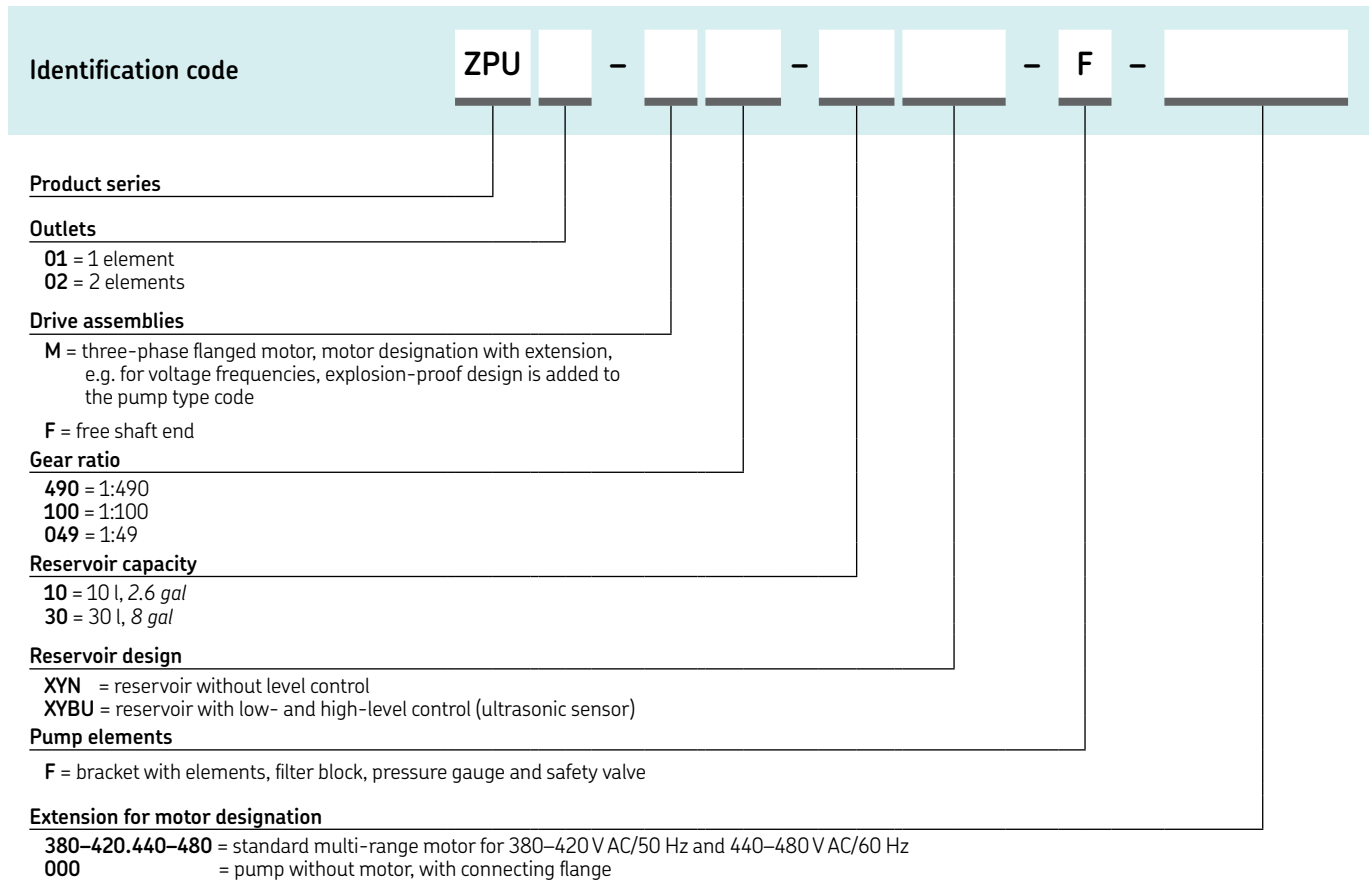 Identification code ZPU – – – F –
Product series
Outlets
01 = 1 element
02 = 2 elements
Drive assemblies
M = three-phase flanged motor, motor designation with extension,
e.g. for voltage frequencies, explosion-proof design is added to
the pump type code
F = free shaft end
Gear ratio
490 = 1:490
100 = 1:100
049 = 1:49
Reservoir capacity
10 = 10 l, 2.6 gal
30 = 30 l, 8 gal
Reservoir design
XYN = reservoir without level control
XYBU = reservoir with low- and high-level control (ultrasonic sensor)
Pump elements
F = bracket with elements, filter block, pressure gauge and safety valve
Extension for motor designation
380–420.440–480 = standard multi-range motor for 380–420 V AC/50 Hz and 440–480 V AC/60 Hz
000 = pump without motor, with connecting flange